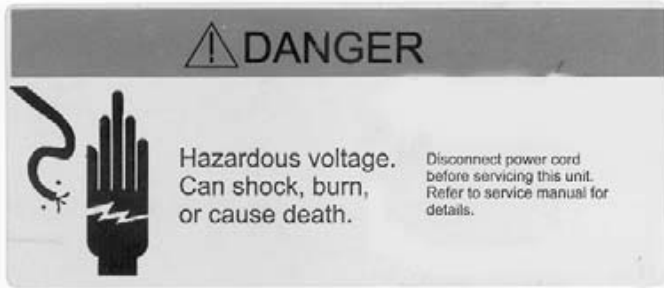 DANGER
Hazardous voltage.
Can shock, burn,
or cause death.
Disconnect power cord
before servicing this unit.
Refer to service manual for
details.